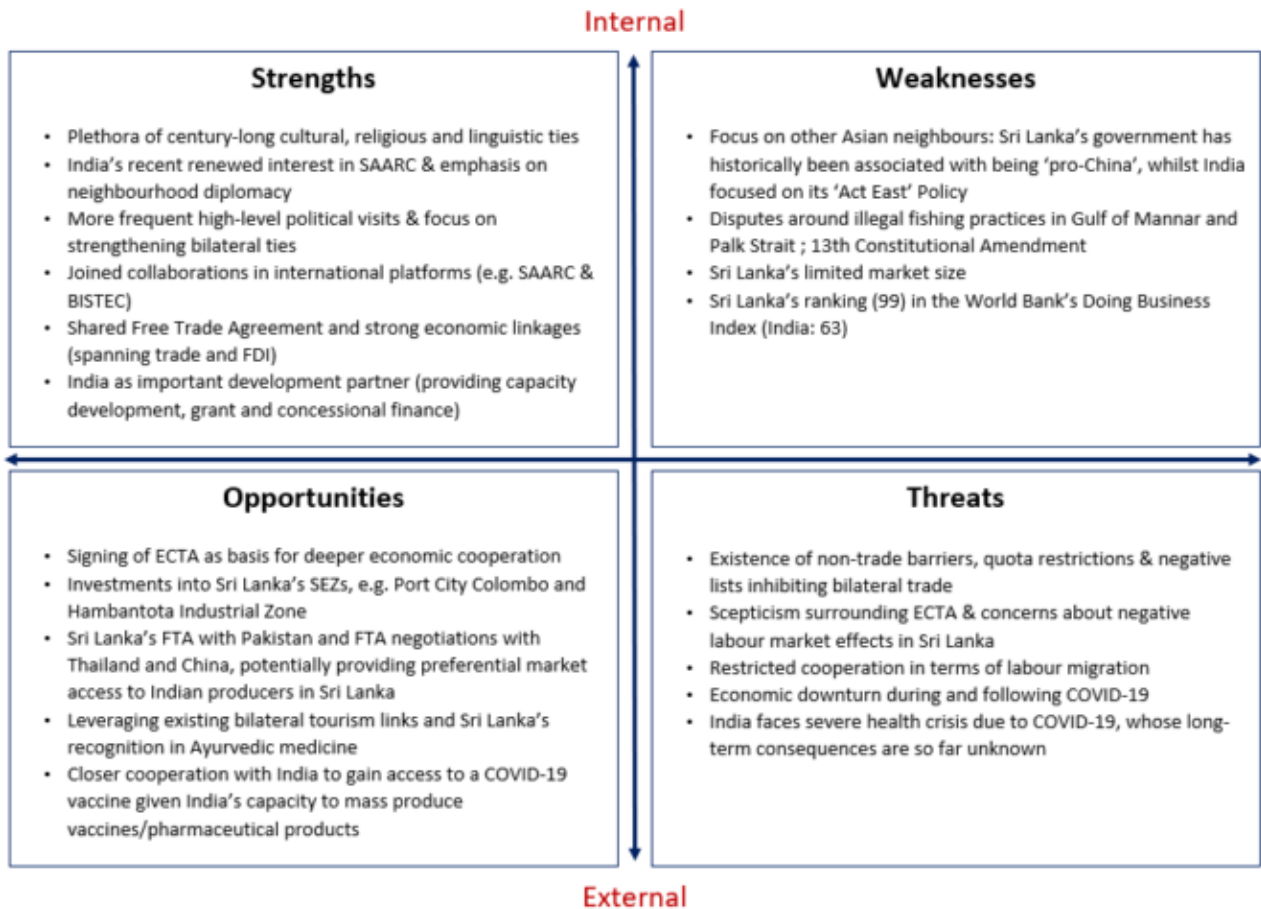 Internal
Strengths
• Plethora of century-long cultural, religious and linguistic ties
• India's recent renewed interest in SAARC & emphasis on
neighbourhood diplomacy
• More frequent high-level political visits & focus on
strengthening bilateral ties
• Joined collaborations in international platforms (e.g. SAARC &
BISTEC)
• Shared Free Trade Agreement and strong economic linkages
(spanning trade and FDI)
• India as important development partner (providing capacity
development, grant and concessional finance)
Weaknesses
• Focus on other Asian neighbours: Sri Lanka's government has
historically been associated with being 'pro-China', whilst India
focused on its 'Act East' Policy
• Disputes around illegal fishing practices in Gulf of Mannar and
Palk Strait ; 13th Constitutional Amendment
• Sri Lanka's limited market size
• Sri Lanka's ranking (99) in the World Bank's Doing Business
Index (India: 63)
Opportunities
• Signing of ECTA as basis for deeper economic cooperation
• Investments into Sri Lanka's SEZs, e.g. Port City Colombo and
Hambantota Industrial Zone
• Sri Lanka's FTA with Pakistan and FTA negotiations with
Thailand and China, potentially providing preferential market
access to Indian producers in Sri Lanka
• Leveraging existing bilateral tourism links and Sri Lanka's
recognition in Ayurvedic medicine
• Closer cooperation with India to gain access to a COVID-19
vaccine given India's capacity to mass produce
vaccines/pharmaceutical products
Threats
• Existence of non-trade barriers, quota restrictions & negative
lists inhibiting bilateral trade
• Scepticism surrounding ECTA & concerns about negative
labour market effects in Sri Lanka
• Restricted cooperation in terms of labour migration
• Economic downturn during and following COVID-19
• India faces severe health crisis due to COVID-19, whose long-
term consequences are so far unknown
External